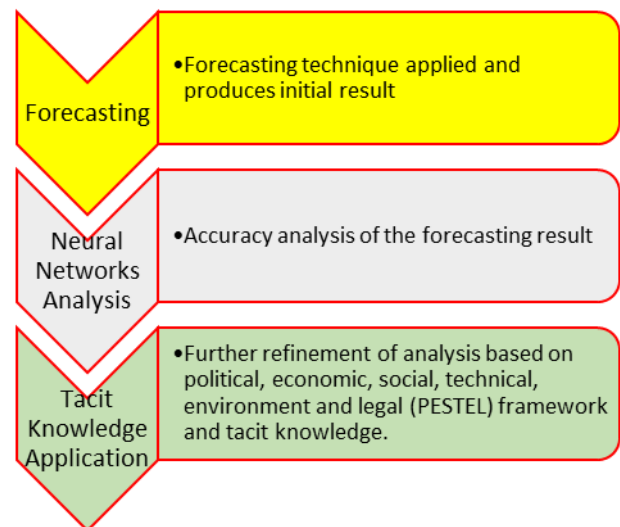 Forecasting
•Forecasting technique applied and
produces initial result
Neural
Networks
Analysis
•Accuracy analysis of the forecasting result
Tacit
Knowledge
Application
•Further refinement of analysis based on
political, economic, social, technical,
environment and legal (PESTEL) framework
and tacit knowledge.